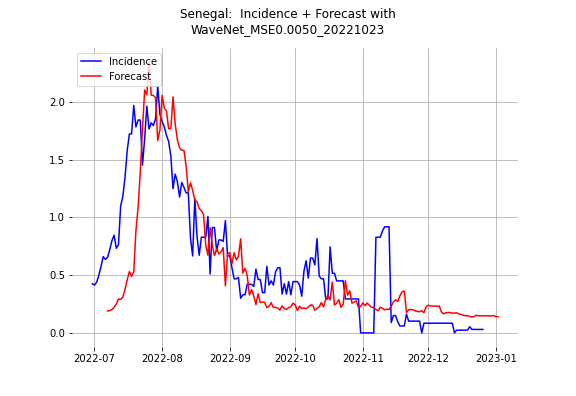 Senegal:  Incidence + Forecast with
WaveNet_MSE0.0050_20221023
Incidence
Forecast
2.0
1.5
1.0
0.5
0.0
2022-07 2022-08 2022-09 2022-10 2022-11 2022-12 2023-01